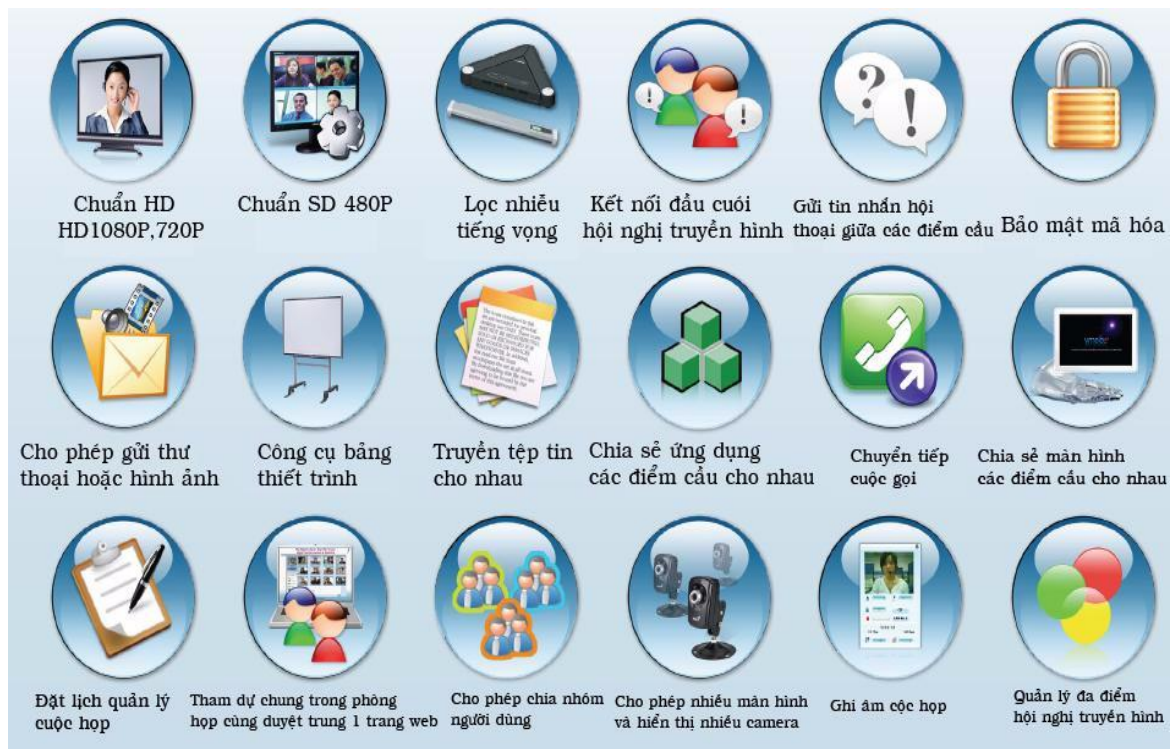 Chuẩn HD
HD1080P,720P
Chuẩn SD 480P
Lọc nhiễu
tiếng vọng
Kết nối đầu cuói
hội nghị truyền hình
Gửi tin nhắn hội
thoại giữa các điểm cầu
Bảo mật mã hóa
Cho phép gửi thư
thoại hoặc hình ảnh
Công cụ bảng
thiết trình
Truyền tệp tin
cho nhau
Chia sẻ ứng dụng
các điểm cầu cho nhau
Chuyển tiếp
cuộc gọi
Chia sẻ màn hình
các điểm cầu cho nhau
Đặt lịch quản lý
cuộc họp
Tham dự chung trong phòng
họp cùng duyệt trung 1 trang web
Cho phép chia nhóm
người dùng
Cho phép nhiều màn hình
và hiển thị nhiều camera
Ghi âm cộc họp
Quản lý đa điểm
hội nghị truyền hình